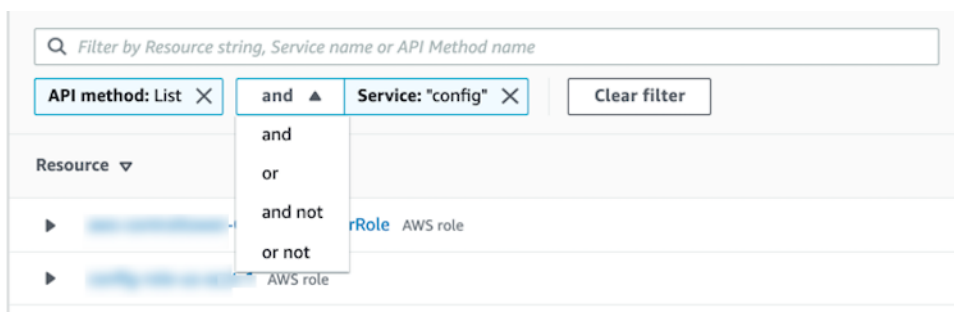 Filter by Resource string, Service name or API Method name
API method: List and Service: "config" Clear filter
and
Resource
or
and not
rRole AWS role
or not
AWS role